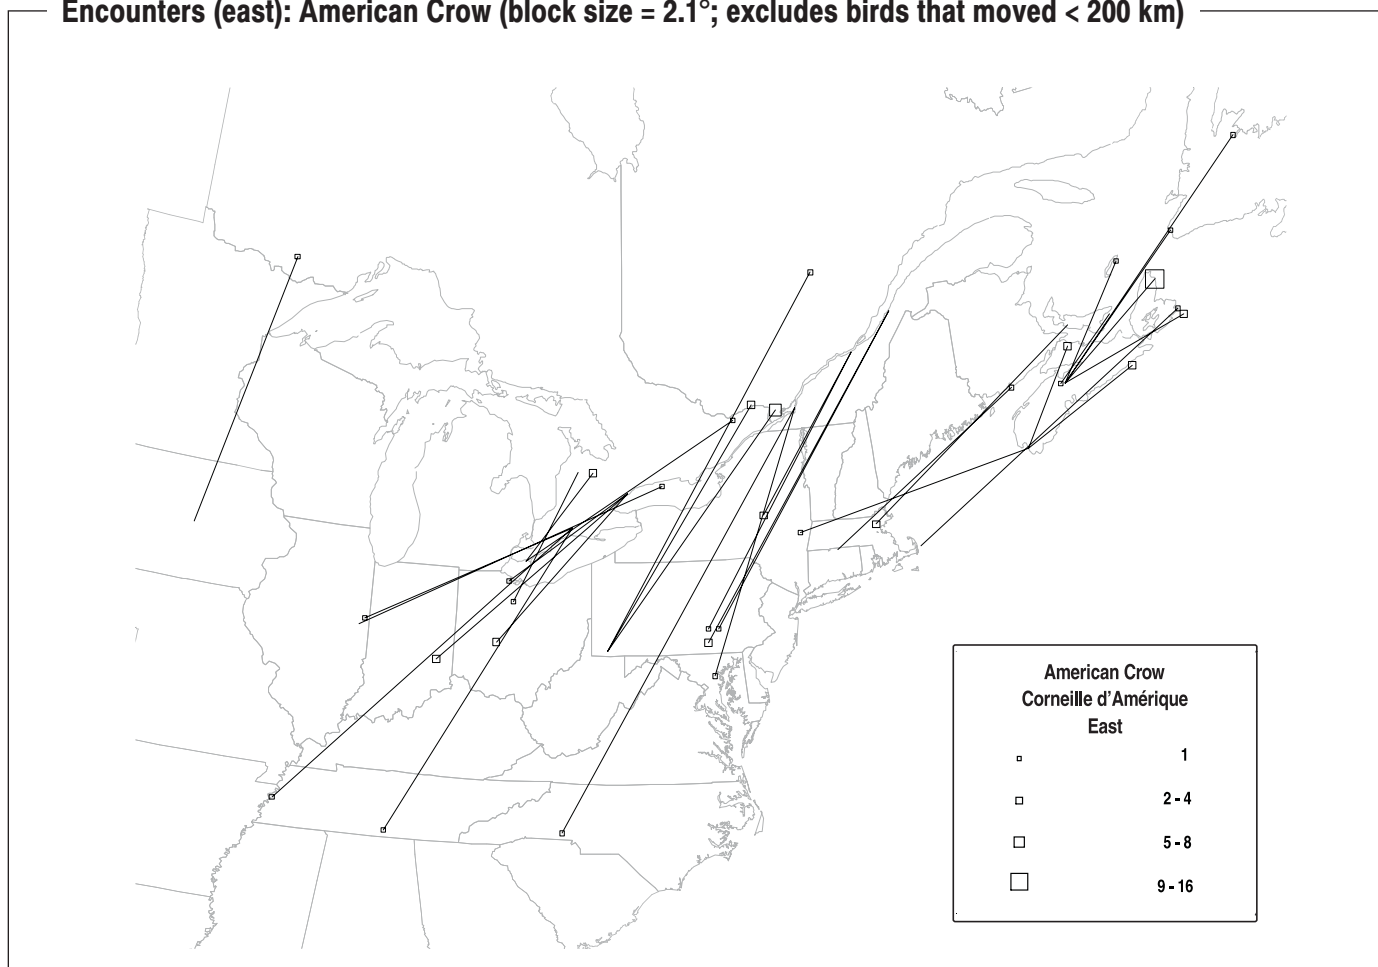 Encounters (east): American Crow (block size = 2.1°; excludes birds that moved < 200 km)
American Crow
Corneille d'Amérique
East
1
2 - 4
5 - 8
9 - 16